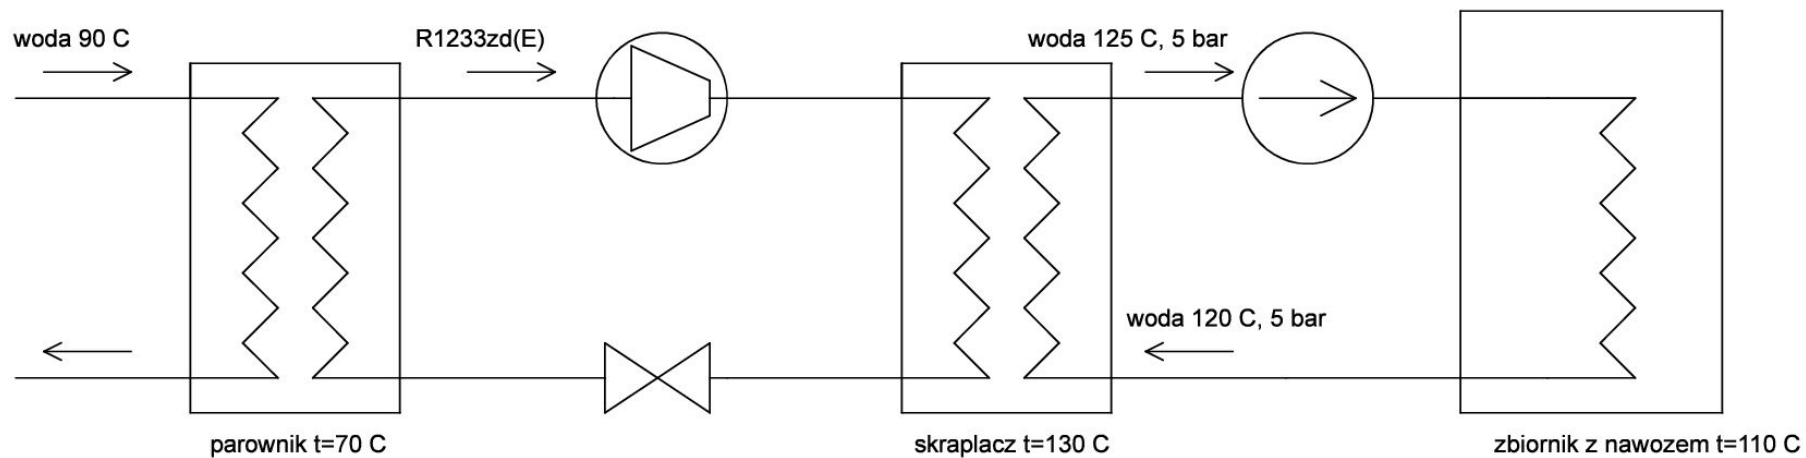 woda 90 C
R1233zd(E)
woda 125 C, 5 bar
woda 120 C, 5 bar
parownik t=70 C
skraplacz t=130 C
zbiornik z nawozem t=110 C